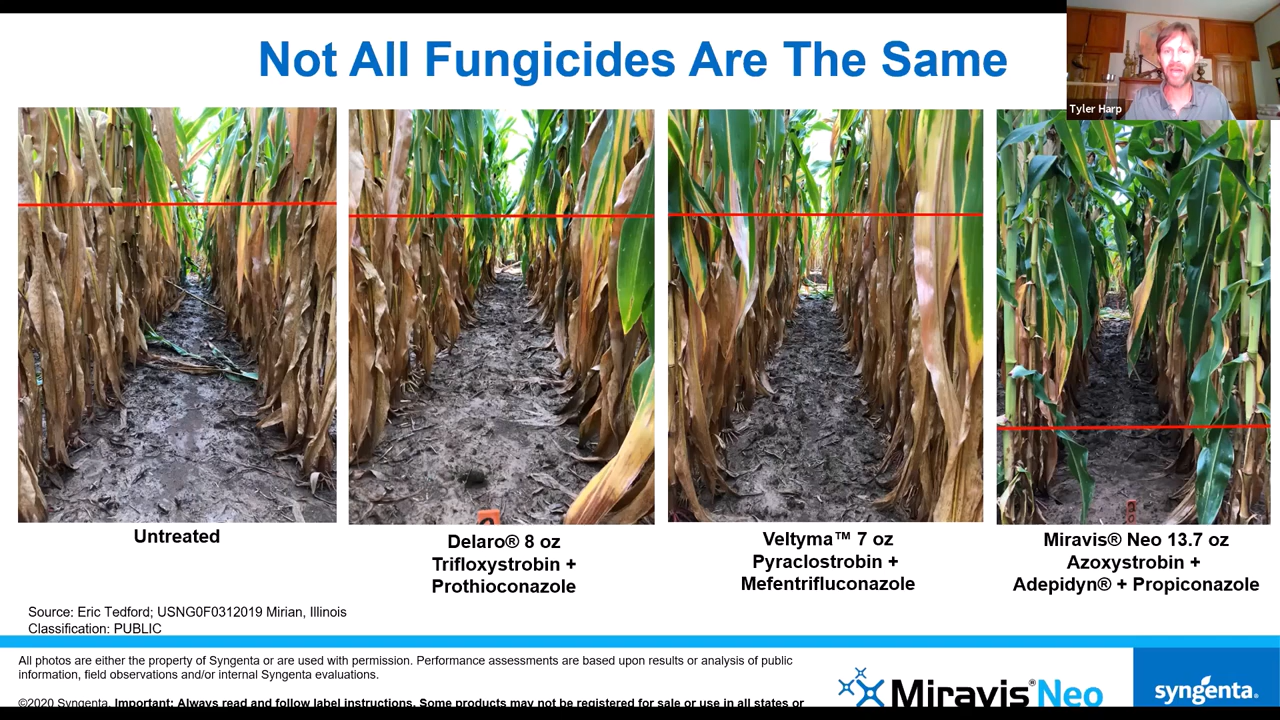 Not All Fungicides Are The Same
Tyler Harp
Untreated
Delaro® 8 oz
Trifloxystrobin +
Prothioconazole
Veltyma™ 7 oz
Pyraclostrobin +
Mefentrifluconazole
Miravis® Neo 13.7 oz
Azoxystrobin +
Adepidyn® + Propiconazole
Source: Eric Tedford; USNG0F0312019 Mirian, Illinois
Classification: PUBLIC
All photos are either the property of Syngenta or are used with permission. Performance assessments are based upon results or analysis of public
information, field observations and/or internal Syngenta evaluations.
©2020 Syngenta. Important: Always read and follow label instructions. Some products may not be registered for sale or use in all states or
Miravis® Neo
syngenta.